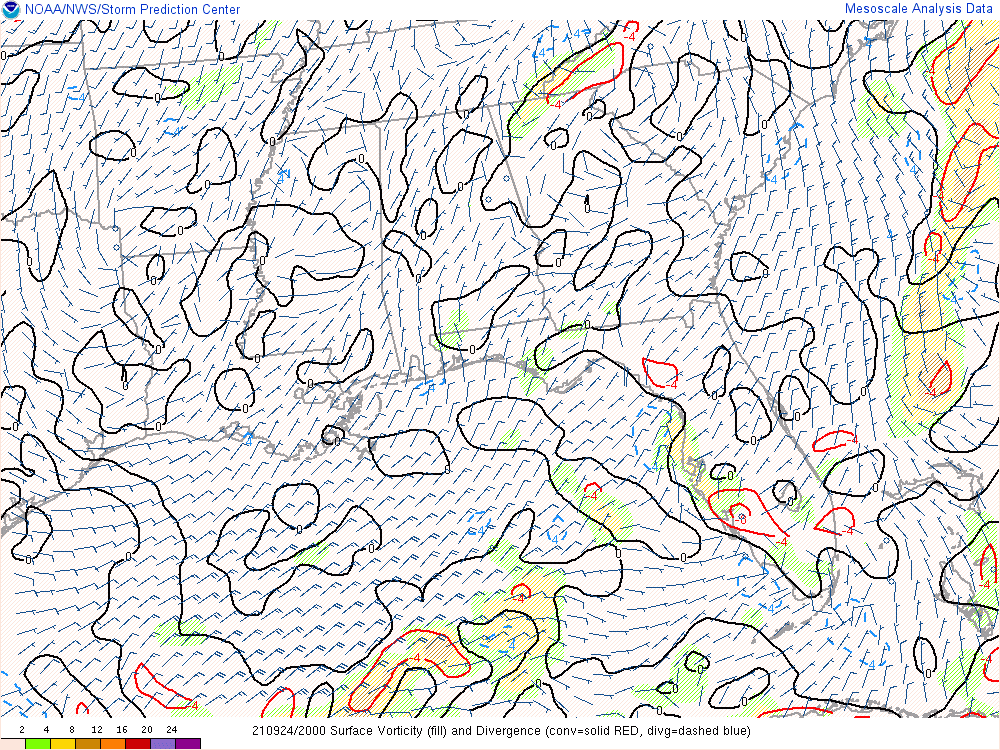 NOAA/NWS/Storm Prediction Center
Mesoscale Analysis Data
210924/2000 Surface Vorticity (fill) and Divergence (conv=solid RED, divg=dashed blue)
2 4 8 12 16 20 24